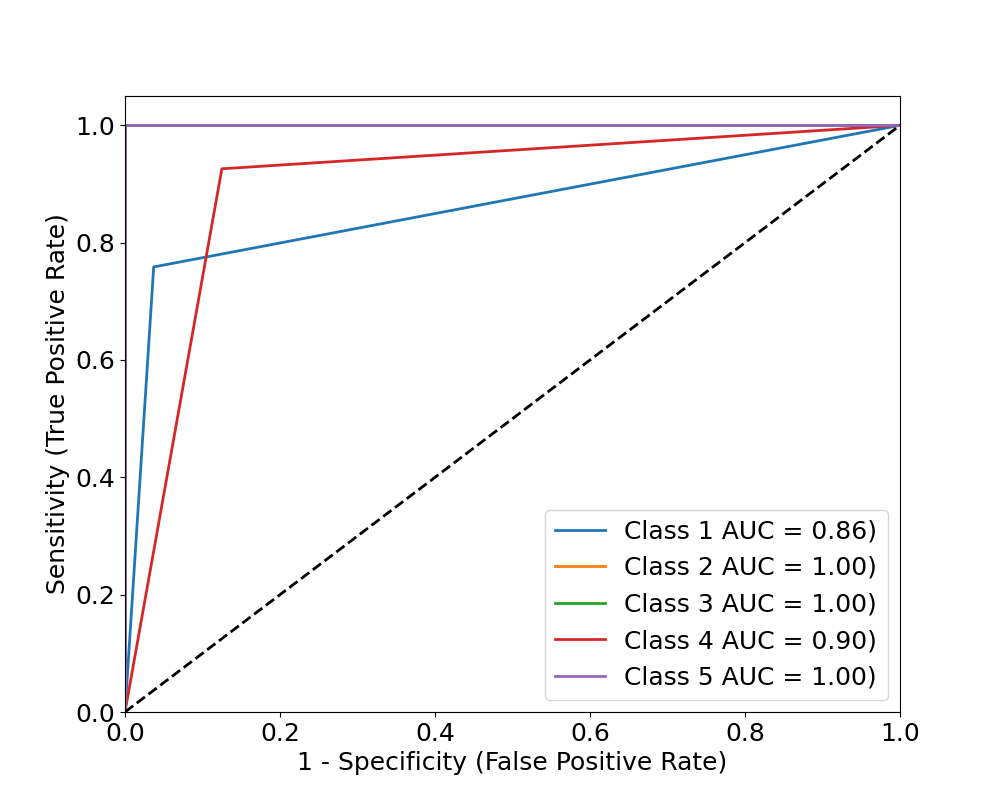 1.0
0.8
0.6
0.4
0.2
0.0
Sensitivity (True Positive Rate)
Class 1 AUC = 0.86)
Class 2 AUC = 1.00)
Class 3 AUC = 1.00)
Class 4 AUC = 0.90)
Class 5 AUC = 1.00)
0.0 0.2 0.4 0.6 0.8 1.0
1 - Specificity (False Positive Rate)